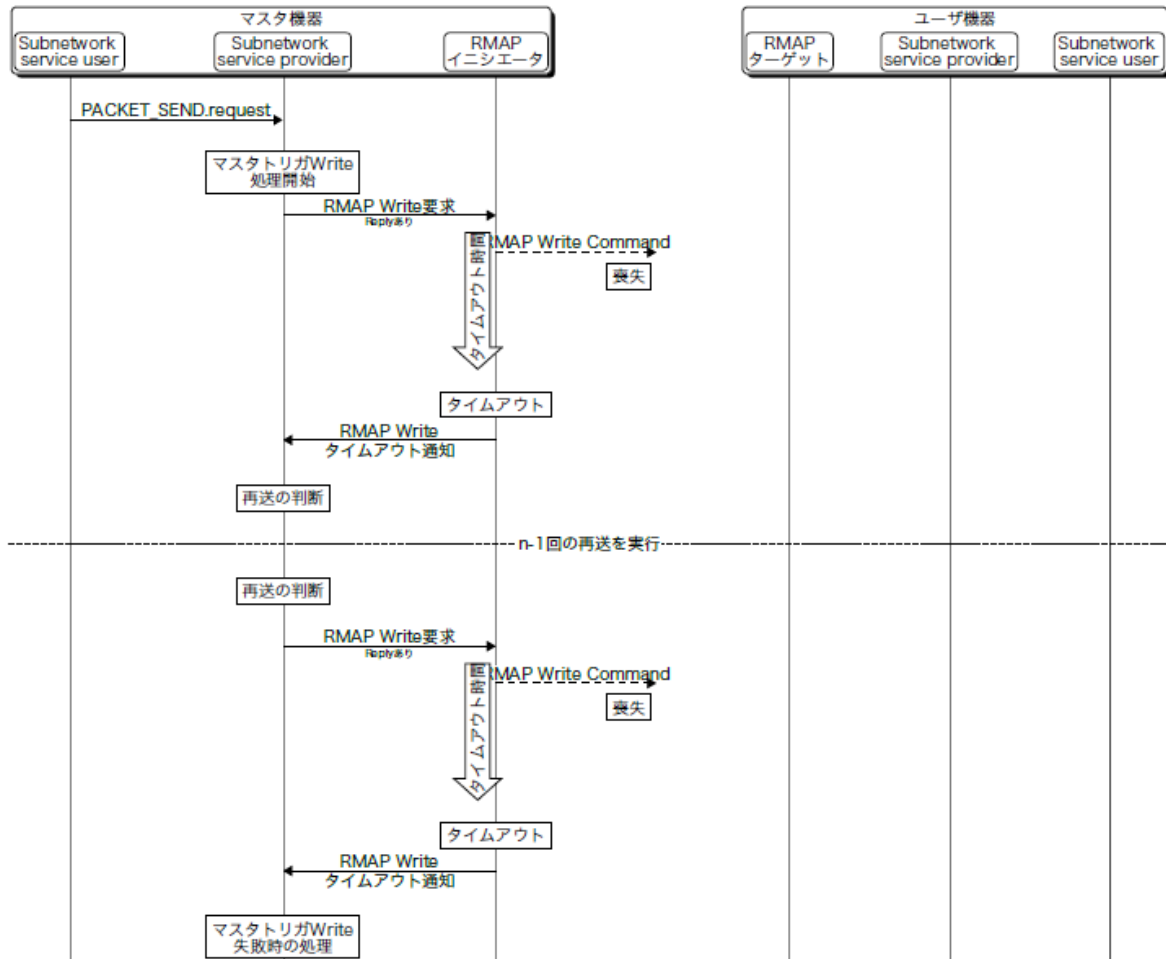 マスタ機器
ユーザ機器
Subnetwork
service user
Subnetwork
service provider
RMAP
イニシエータ
RMAP
ターゲット
Subnetwork
service provider
Subnetwork
service user
PACKET_SEND.request
マスタトリガWrite
処理開始
RMAP Write要求
Replyあり
タイムアウト時間
RMAP Write Command
喪失
タイムアウト
RMAP Write
タイムアウト通知
再送の判断
n-1回の再送を実行
再送の判断
RMAP Write要求
Replyあり
タイムアウト時間
RMAP Write Command
喪失
タイムアウト
RMAP Write
タイムアウト通知
マスタトリガWrite
失敗時の処理